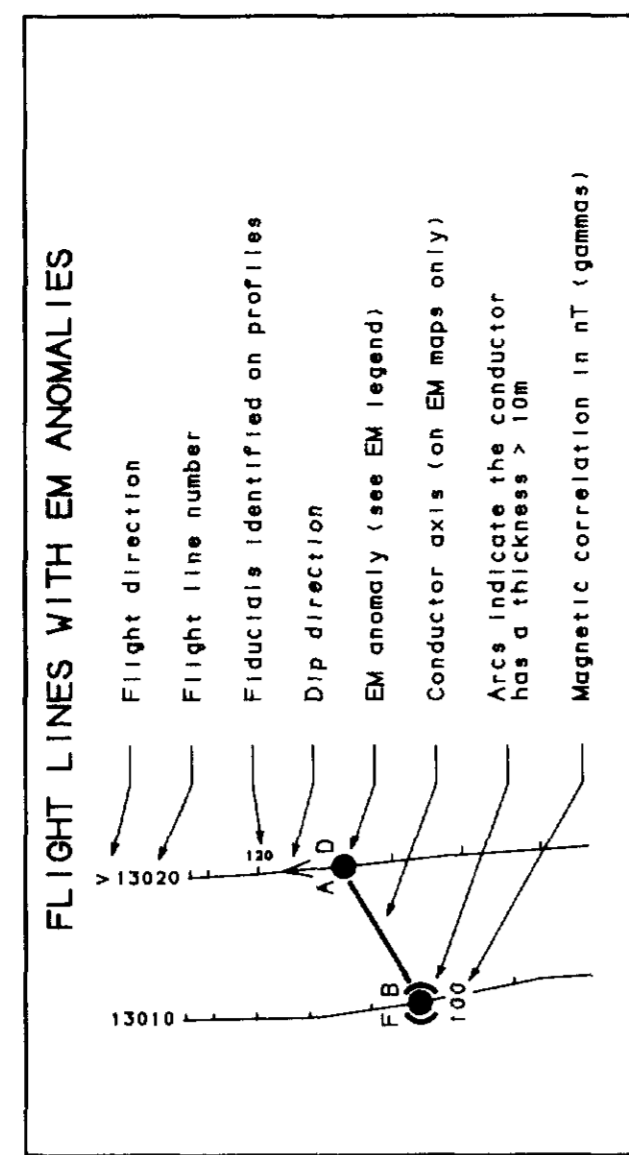 FLIGHT LINES WITH EM ANOMALIES
Flight direction
Flight line number
Fiducials identified on profiles
Dip direction
EM anomaly (see EM legend)
Conductor axis (on EM maps only)
Arcs indicate the conductor
has a thickness > 10m
Magnetic correlation in nT (gammas)
13020
120
A D
13010
F B
100